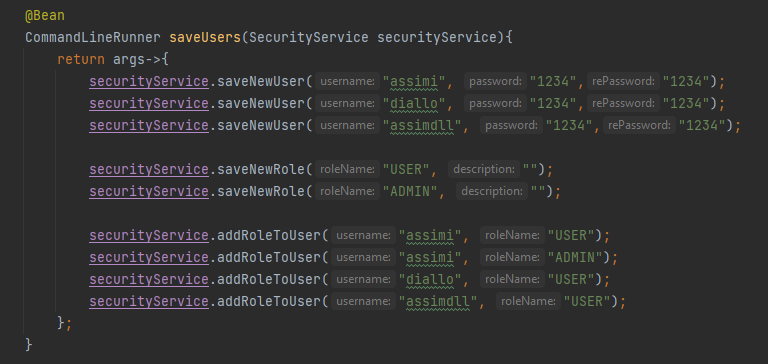 @Bean
CommandLineRunner saveUsers(SecurityService securityService){
return args->{
securityService.saveNewUser( username: "assimi", password: "1234", rePassword: "1234");
securityService.saveNewUser( username: "diallo", password: "1234", rePassword: "1234");
securityService.saveNewUser( username: "assimdll", password: "1234", rePassword: "1234");
securityService.saveNewRole( roleName: "USER", description: "");
securityService.saveNewRole( roleName: "ADMIN", description: "");
securityService.addRoleToUser( username: "assimi", roleName: "USER");
securityService.addRoleToUser( username: "assimi", roleName: "ADMIN");
securityService.addRoleToUser( username: "diallo", roleName: "USER");
securityService.addRoleToUser( username: "assimdll", roleName: "USER");
};
}